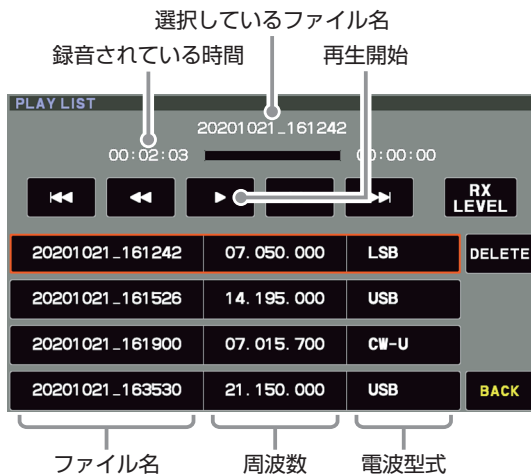 選択しているファイル名
録音されている時間 再生開始
PLAY LIST
20201021_161242
00:02:03 00:00:00
RX LEVEL
20201021_161242 07.050.000 LSB DELETE
20201021_161526 14.195.000 USB
20201021_161900 07.015.700 CW-U
20201021_163530 21.150.000 USB BACK
ファイル名 周波数 電波型式